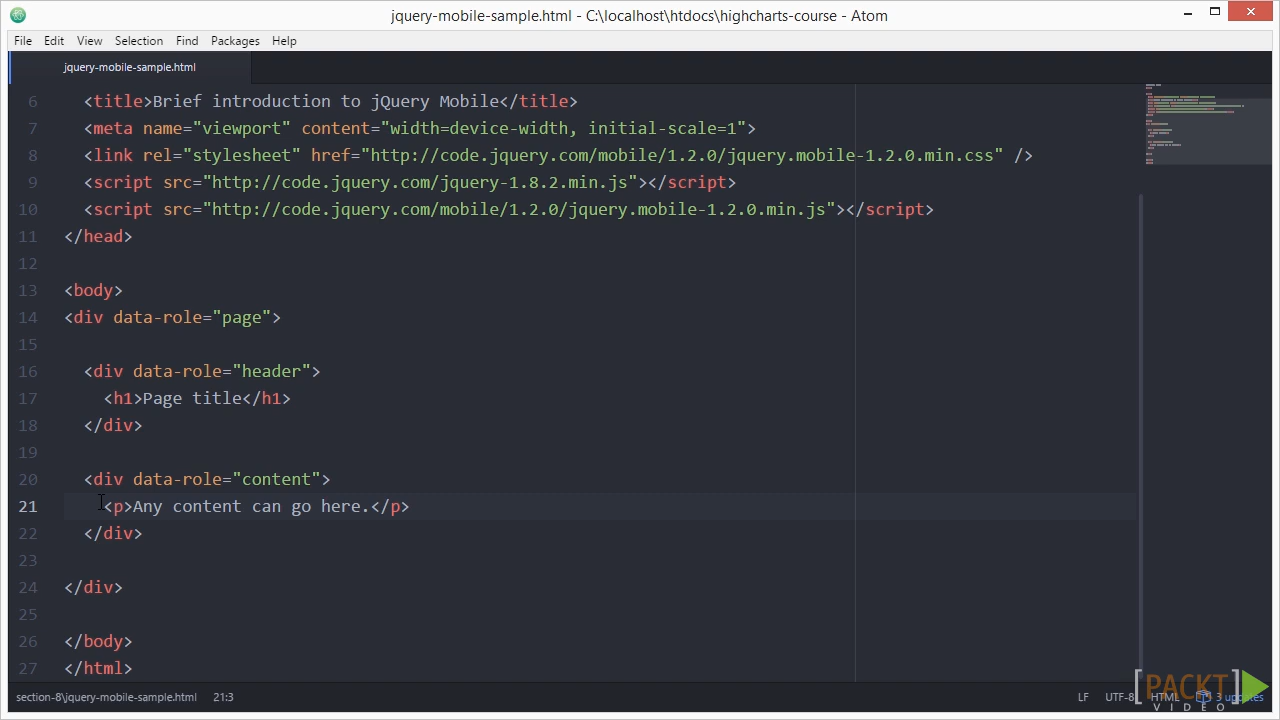 jquery-mobile-sample.html - C:\localhost\htdocs\highcharts-course - Atom
File Edit View Selection Find Packages Help
jquery-mobile-sample.html
6 <title>Brief introduction to jQuery Mobile</title>
7 <meta name="viewport" content="width=device-width, initial-scale=1">
8 <link rel="stylesheet" href="http://code.jquery.com/mobile/1.2.0/jquery.mobile-1.2.0.min.css" />
9 <script src="http://code.jquery.com/jquery-1.8.2.min.js"></script>
10 <script src="http://code.jquery.com/mobile/1.2.0/jquery.mobile-1.2.0.min.js"></script>
11 </head>
12
13 <body>
14 <div data-role="page">
15
16 <div data-role="header">
17 <h1>Page title</h1>
18 </div>
19
20 <div data-role="content">
21 <p>Any content can go here.</p>
22 </div>
23
24 </div>
25
26 </body>
27 </html>
section-8\jquery-mobile-sample.html 21:3 LF UTF-8 HTML 3 updates
[PACKT]
VIDEO